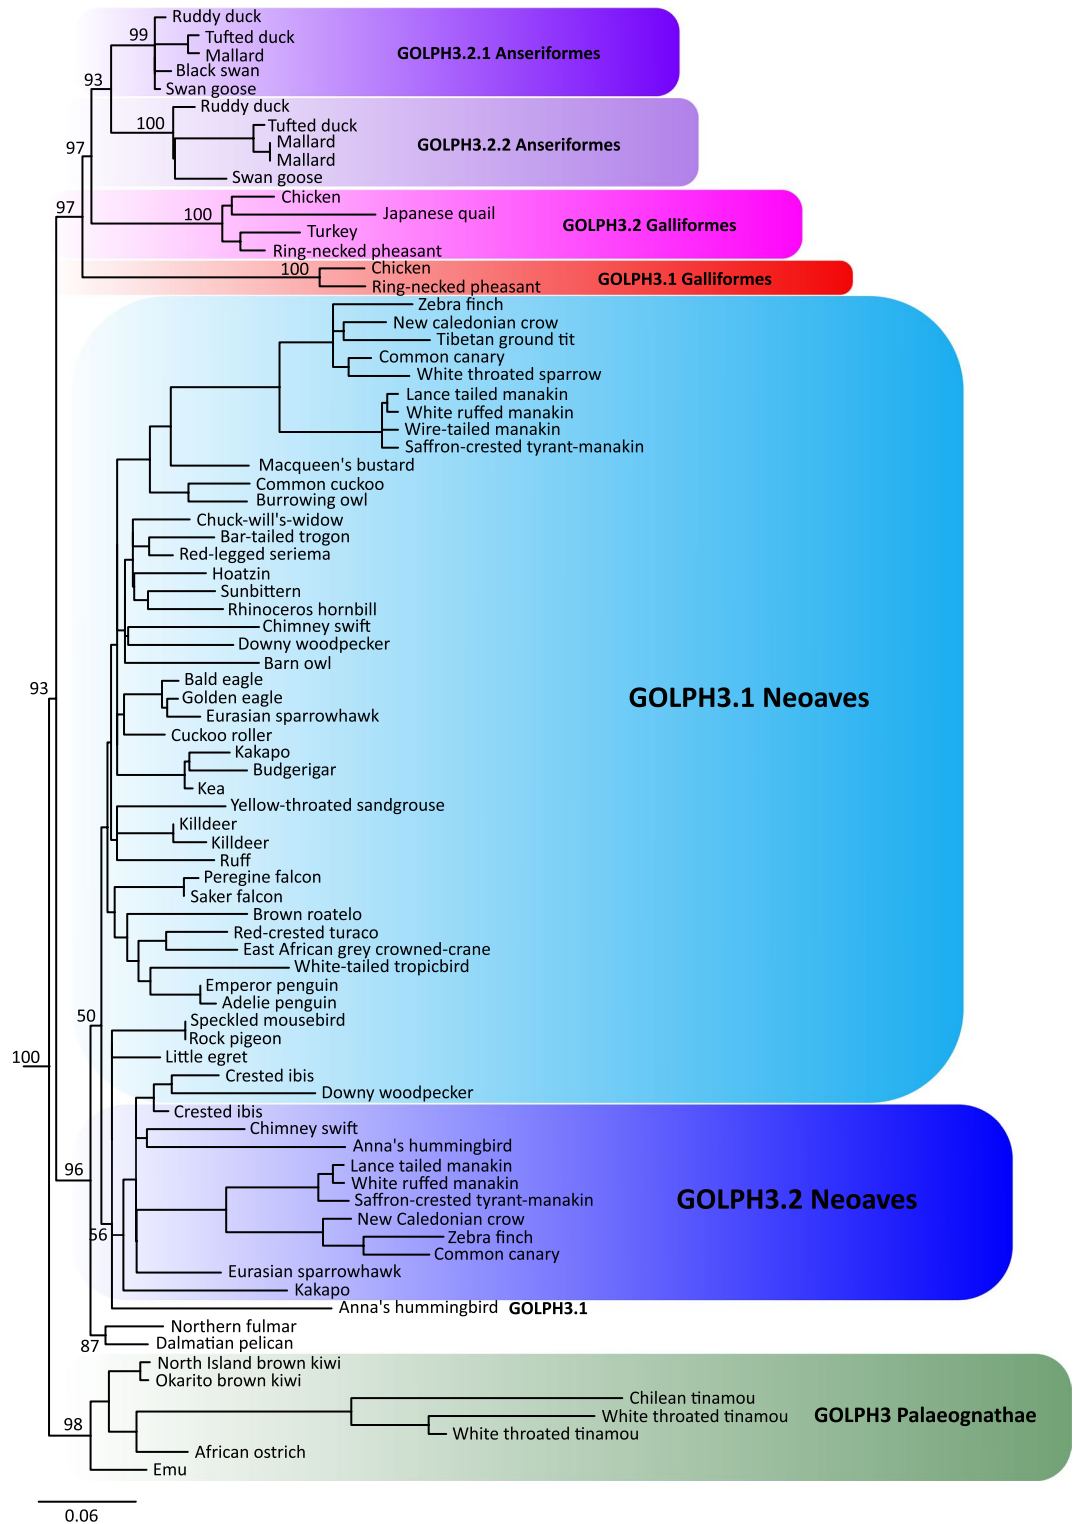 Ruddy duck
99
Tufted duck
Mallard
GOLPH3.2.1 Anseriformes
Black swan
93
Swan goose
Ruddy duck
100
Tufted duck
Mallard
GOLPH3.2.2 Anseriformes
97
Mallard
Swan goose
Chicken
97
100
Japanese quail
GOLPH3.2 Galliformes
Turkey
Ring-necked pheasant
100
Chicken
GOLPH3.1 Galliformes
Ring-necked pheasant
Zebra finch
New caledonian crow
Tibetan ground tit
Common canary
White throated sparrow
Lance tailed manakin
White ruffed manakin
Wire-tailed manakin
Saffron-crested tyrant-manakin
Macqueen's bustard
Common cuckoo
Burrowing owl
Chuck-will's-widow
Bar-tailed trogon
Red-legged seriema
Hoatzin
Sunbittern
Rhinoceros hornbill
Chimney swift
Downy woodpecker
Barn owl
Bald eagle
93
Golden eagle
GOLPH3.1 Neoaves
Eurasian sparrowhawk
Cuckoo roller
Kakapo
Budgerigar
Kea
Yellow-throated sandgrouse
Killdeer
Killdeer
Ruff
Peregine falcon
Saker falcon
Brown roatelo
Red-crested turaco
East African grey crowned-crane
White-tailed tropicbird
Emperor penguin
Adelie penguin
50
Speckled mousebird
Rock pigeon
100
Little egret
Crested ibis
Downy woodpecker
Crested ibis
Chimney swift
Anna's hummingbird
96
Lance tailed manakin
White ruffed manakin
Saffron-crested tyrant-manakin
GOLPH3.2 Neoaves
New Caledonian crow
56
Zebra finch
Common canary
Eurasian sparrowhawk
Kakapo
Anna's hummingbird GOLPH3.1
Northern fulmar
87
Dalmatian pelican
North Island brown kiwi
Okarito brown kiwi
Chilean tinamou
White throated tinamou
GOLPH3 Palaeognathae
98
White throated tinamou
African ostrich
Emu
0.06